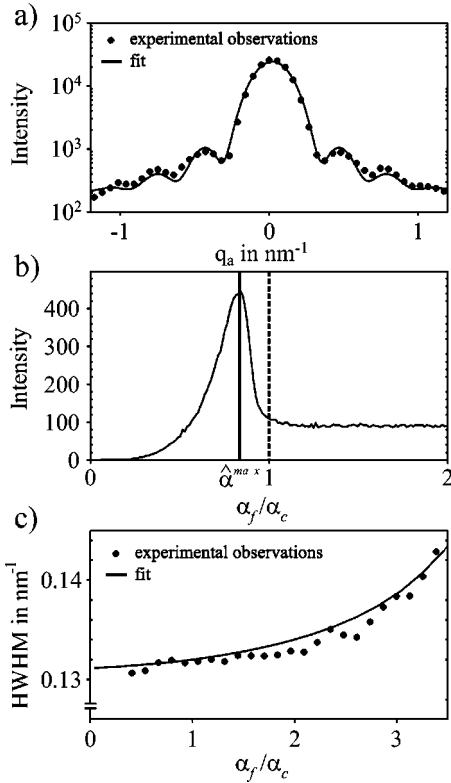 a)
10^5
experimental observations
fit
10^4
Intensity
10^3
10^2
-1 0 1
q_a in nm^-1
b)
400
300
Intensity
200
100
0
0 α̂^max 1 2
α_f/α_c
c)
experimental observations
fit
0.14
HWHM in nm^-1
0.13
0 1 2 3
α_f/α_c